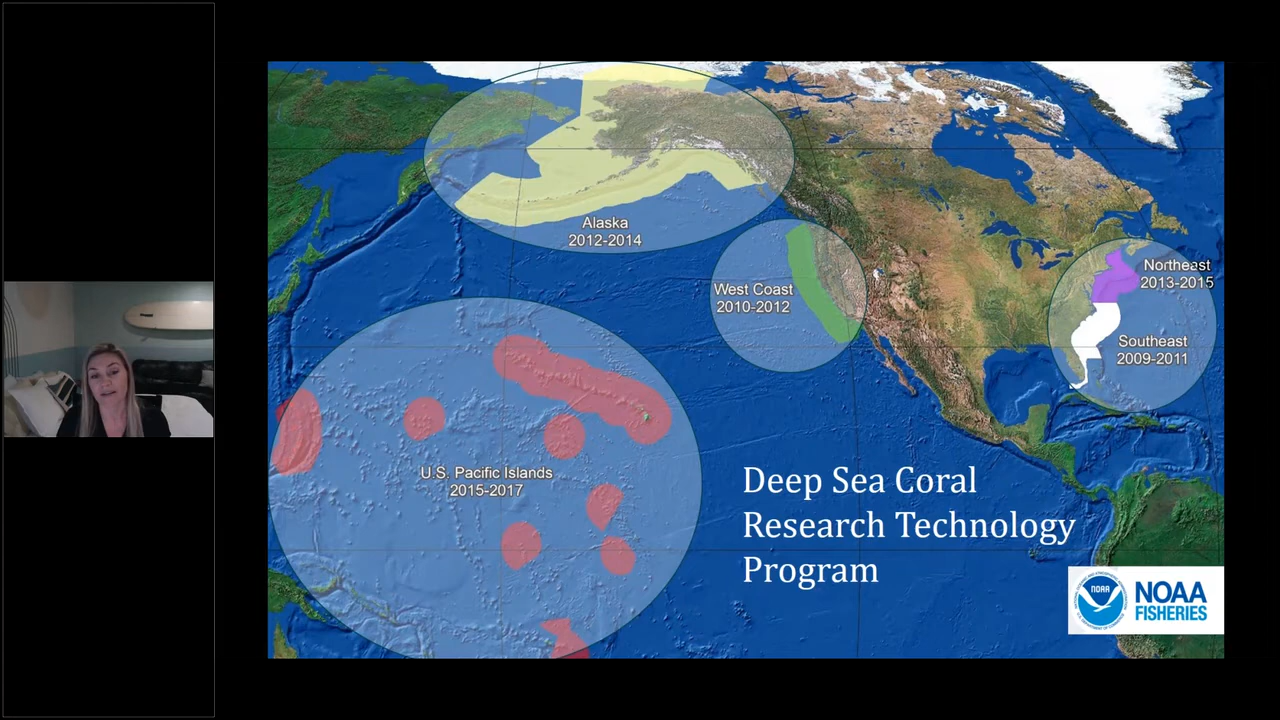 Alaska
2012-2014
West Coast
2010-2012
Northeast
2013-2015
Southeast
2009-2011
U.S. Pacific Islands
2015-2017
Deep Sea Coral
Research Technology
Program
NOAA
NOAA
FISHERIES